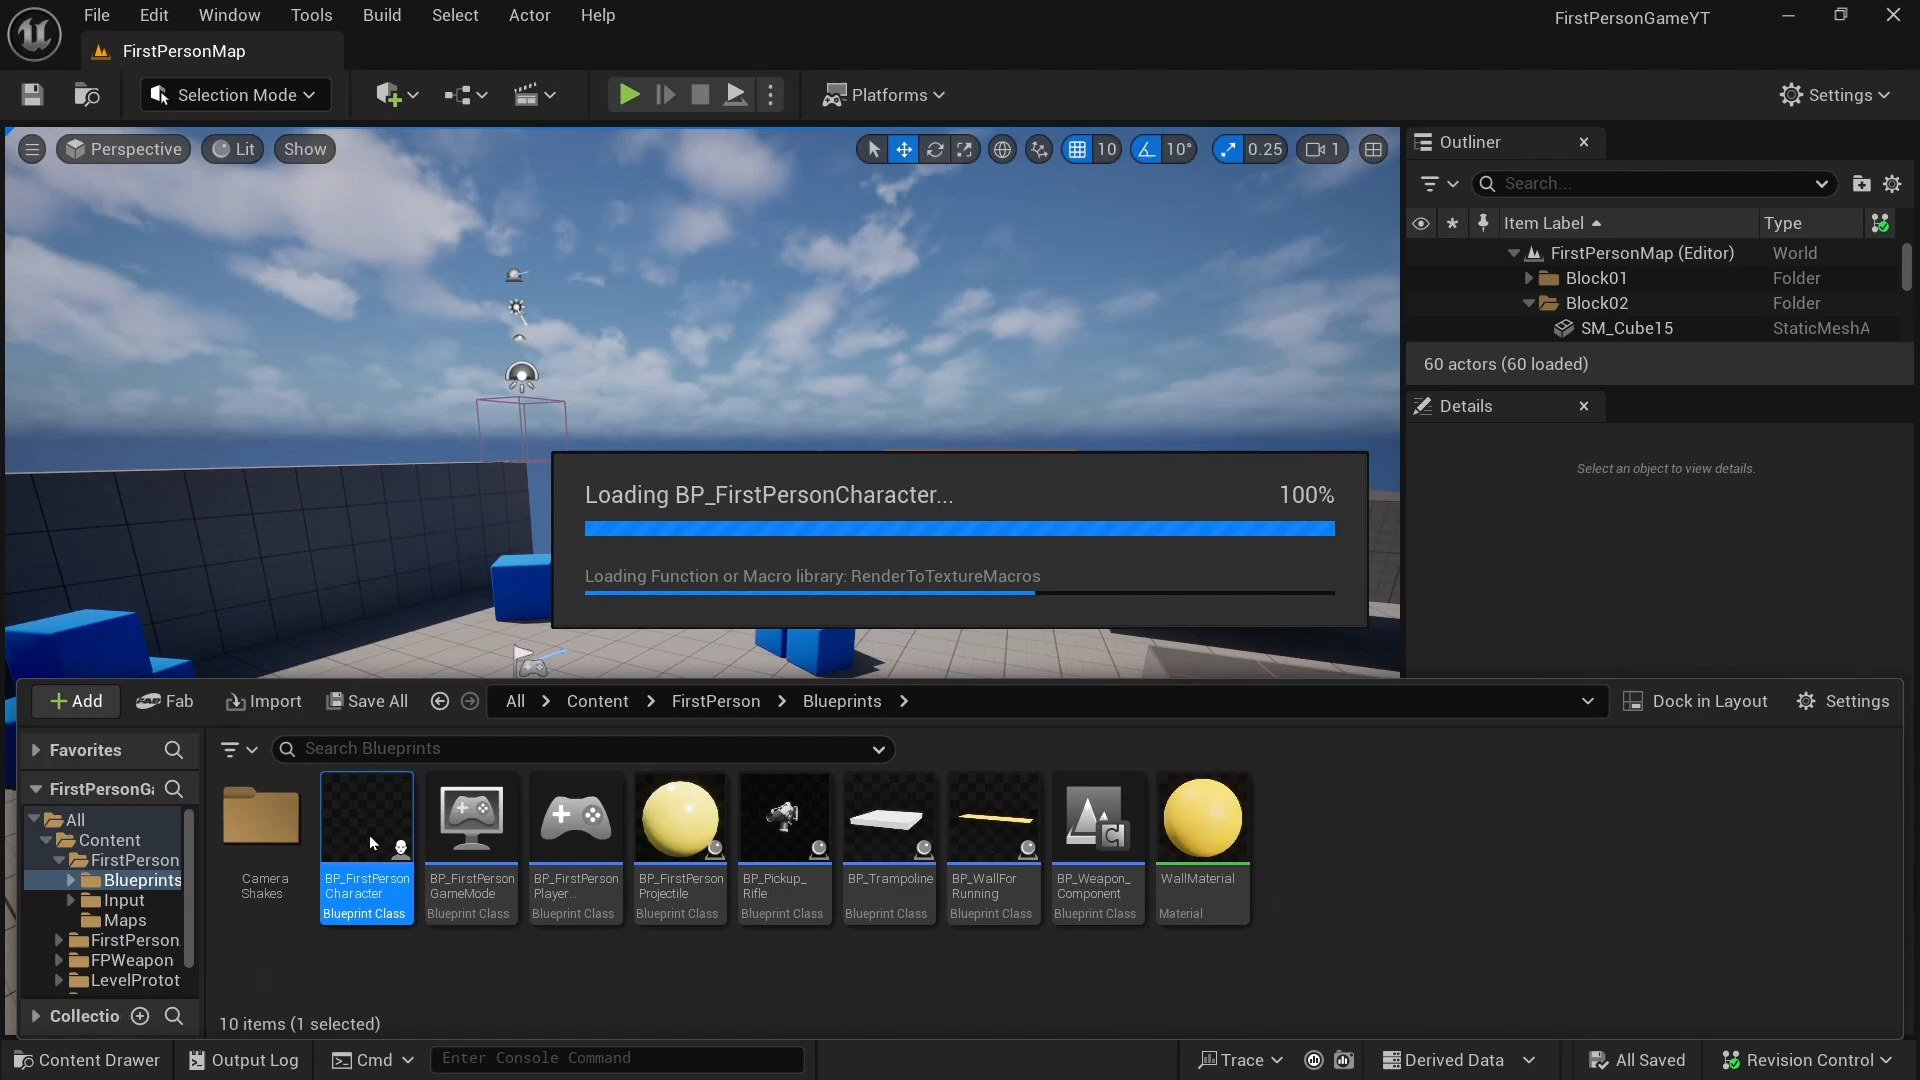 File Edit Window Tools Build Select Actor Help
FirstPersonGameYT
FirstPersonMap
Selection Mode
Platforms
Settings
Perspective
Lit
Show
10
10°
0.25
1
Outliner
Search...
Item Label
Type
FirstPersonMap (Editor) World
Block01 Folder
Block02 Folder
SM_Cube15 StaticMeshA
60 actors (60 loaded)
Details
Select an object to view details.
Loading BP_FirstPersonCharacter... 100%
Loading Function or Macro library: RenderToTextureMacros
Add Fab Import Save All All Content FirstPerson Blueprints Dock in Layout Settings
Favorites
Search Blueprints
FirstPersonGa
All
Content
FirstPerson
Blueprints
Input
Maps
FirstPerson
FPWeapon
LevelProtot
Collectio
Camera
Shakes
BP_FirstPerson
Character
Blueprint Class
BP_FirstPerson
GameMode
Blueprint Class
BP_FirstPerson
Player...
Blueprint Class
BP_FirstPerson
Projectile
Blueprint Class
BP_Pickup_
Rifle
Blueprint Class
BP_Trampoline
Blueprint Class
BP_WallFor
Running
Blueprint Class
BP_Weapon_
Component
Blueprint Class
WallMaterial
Material
10 items (1 selected)
Content Drawer Output Log Cmd Enter Console Command Trace Derived Data All Saved Revision Control